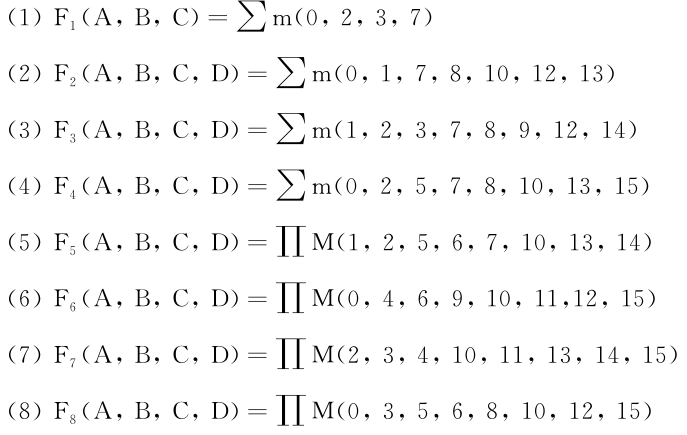 (1) F₁(A, B, C) = ∑ m(0, 2, 3, 7)
(2) F₂(A, B, C, D) = ∑ m(0, 1, 7, 8, 10, 12, 13)
(3) F₃(A, B, C, D) = ∑ m(1, 2, 3, 7, 8, 9, 12, 14)
(4) F₄(A, B, C, D) = ∑ m(0, 2, 5, 7, 8, 10, 13, 15)
(5) F₅(A, B, C, D) = ∏ M(1, 2, 5, 6, 7, 10, 13, 14)
(6) F₆(A, B, C, D) = ∏ M(0, 4, 6, 9, 10, 11,12, 15)
(7) F₇(A, B, C, D) = ∏ M(2, 3, 4, 10, 11, 13, 14, 15)
(8) F₈(A, B, C, D) = ∏ M(0, 3, 5, 6, 8, 10, 12, 15)